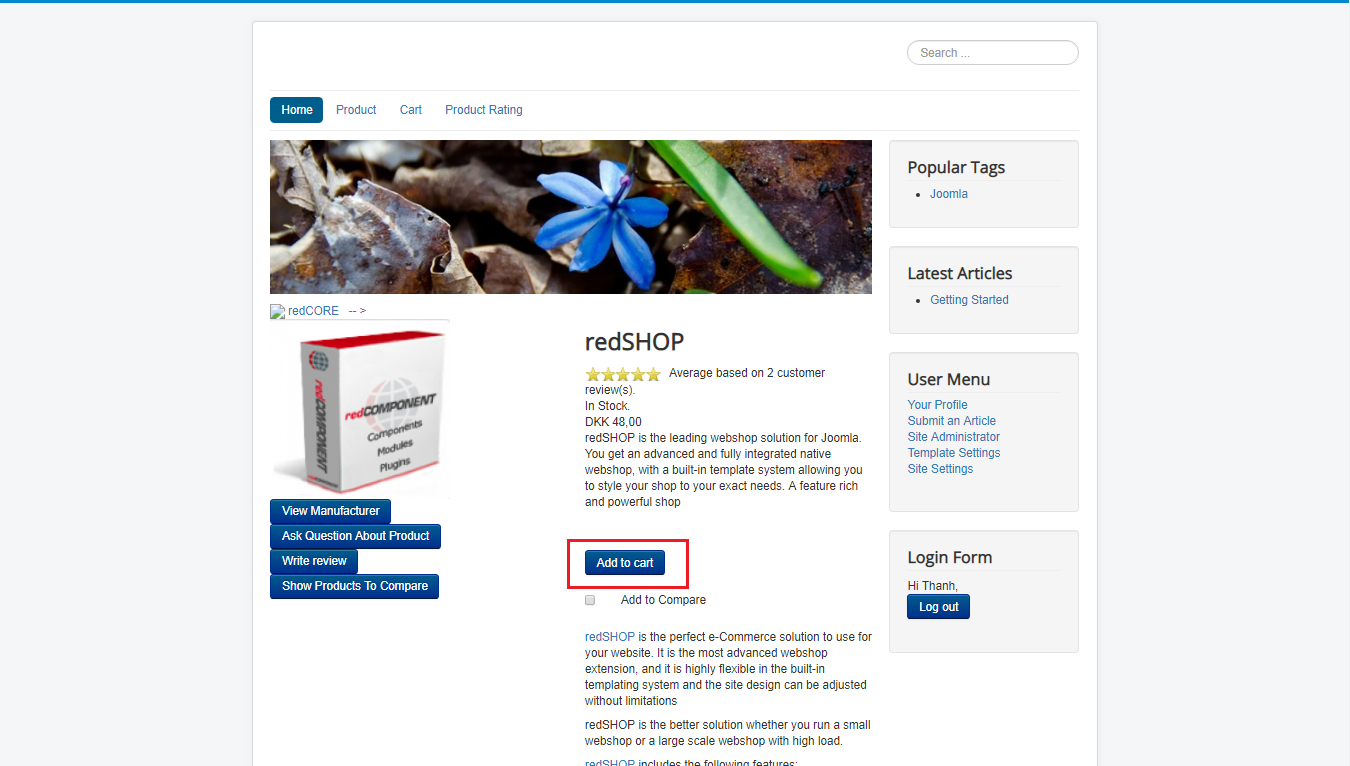 Search ...
Home Product Cart Product Rating
redCORE -- >
redCOMPONENT
redCOMPONENT
Components
Modules
Plugins
View Manufacturer
Ask Question About Product
Write review
Show Products To Compare
redSHOP
Average based on 2 customer
review(s).
In Stock.
DKK 48,00
redSHOP is the leading webshop solution for Joomla.
You get an advanced and fully integrated native
webshop, with a built-in template system allowing you
to style your shop to your exact needs. A feature rich
and powerful shop
Add to cart
Add to Compare
redSHOP is the perfect e-Commerce solution to use for
your website. It is the most advanced webshop
extension, and it is highly flexible in the built-in
templating system and the site design can be adjusted
without limitations
redSHOP is the better solution whether you run a small
webshop or a large scale webshop with high load.
redSHOP includes the following features:
Popular Tags
Joomla
Latest Articles
Getting Started
User Menu
Your Profile
Submit an Article
Site Administrator
Template Settings
Site Settings
Login Form
Hi Thanh,
Log out